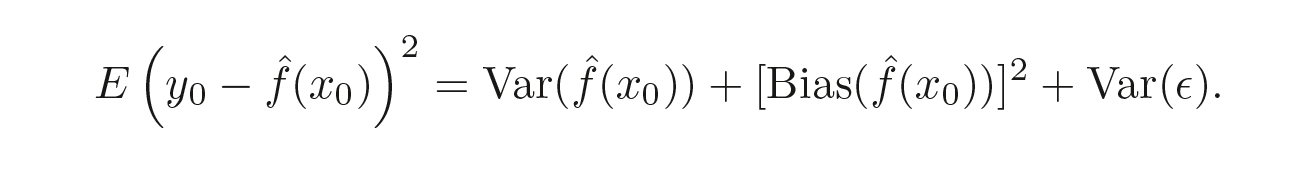 E(y₀ − f̂(x₀))² = Var(f̂(x₀)) + [Bias(f̂(x₀))]² + Var(ϵ).